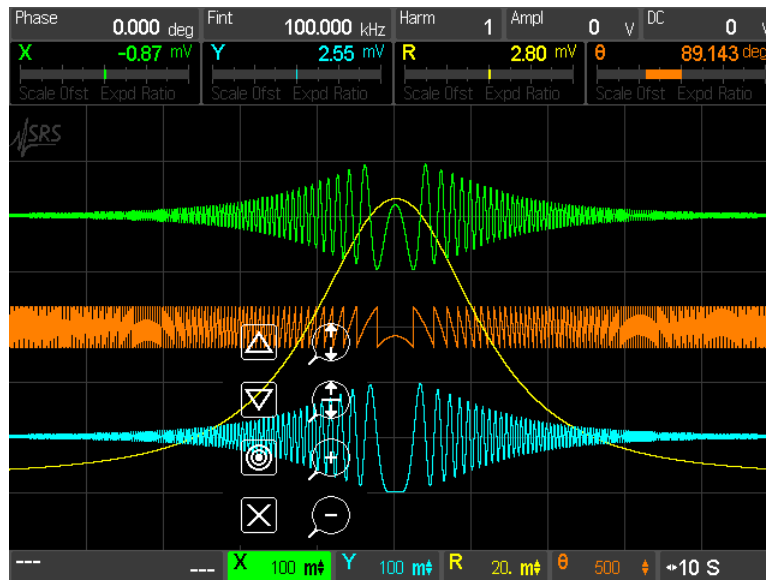 Phase 0.000 deg Fint 100.000 kHz Harm 1 Ampl 0 V DC 0 V
X -0.87 mV Y 2.55 mV R 2.80 mV θ 89.143 deg
Scale Ofst Expd Ratio Scale Ofst Expd Ratio Scale Ofst Expd Ratio Scale Ofst Expd Ratio
SRS
--- --- X 100 m Y 100 m R 20. m θ 500 10 S